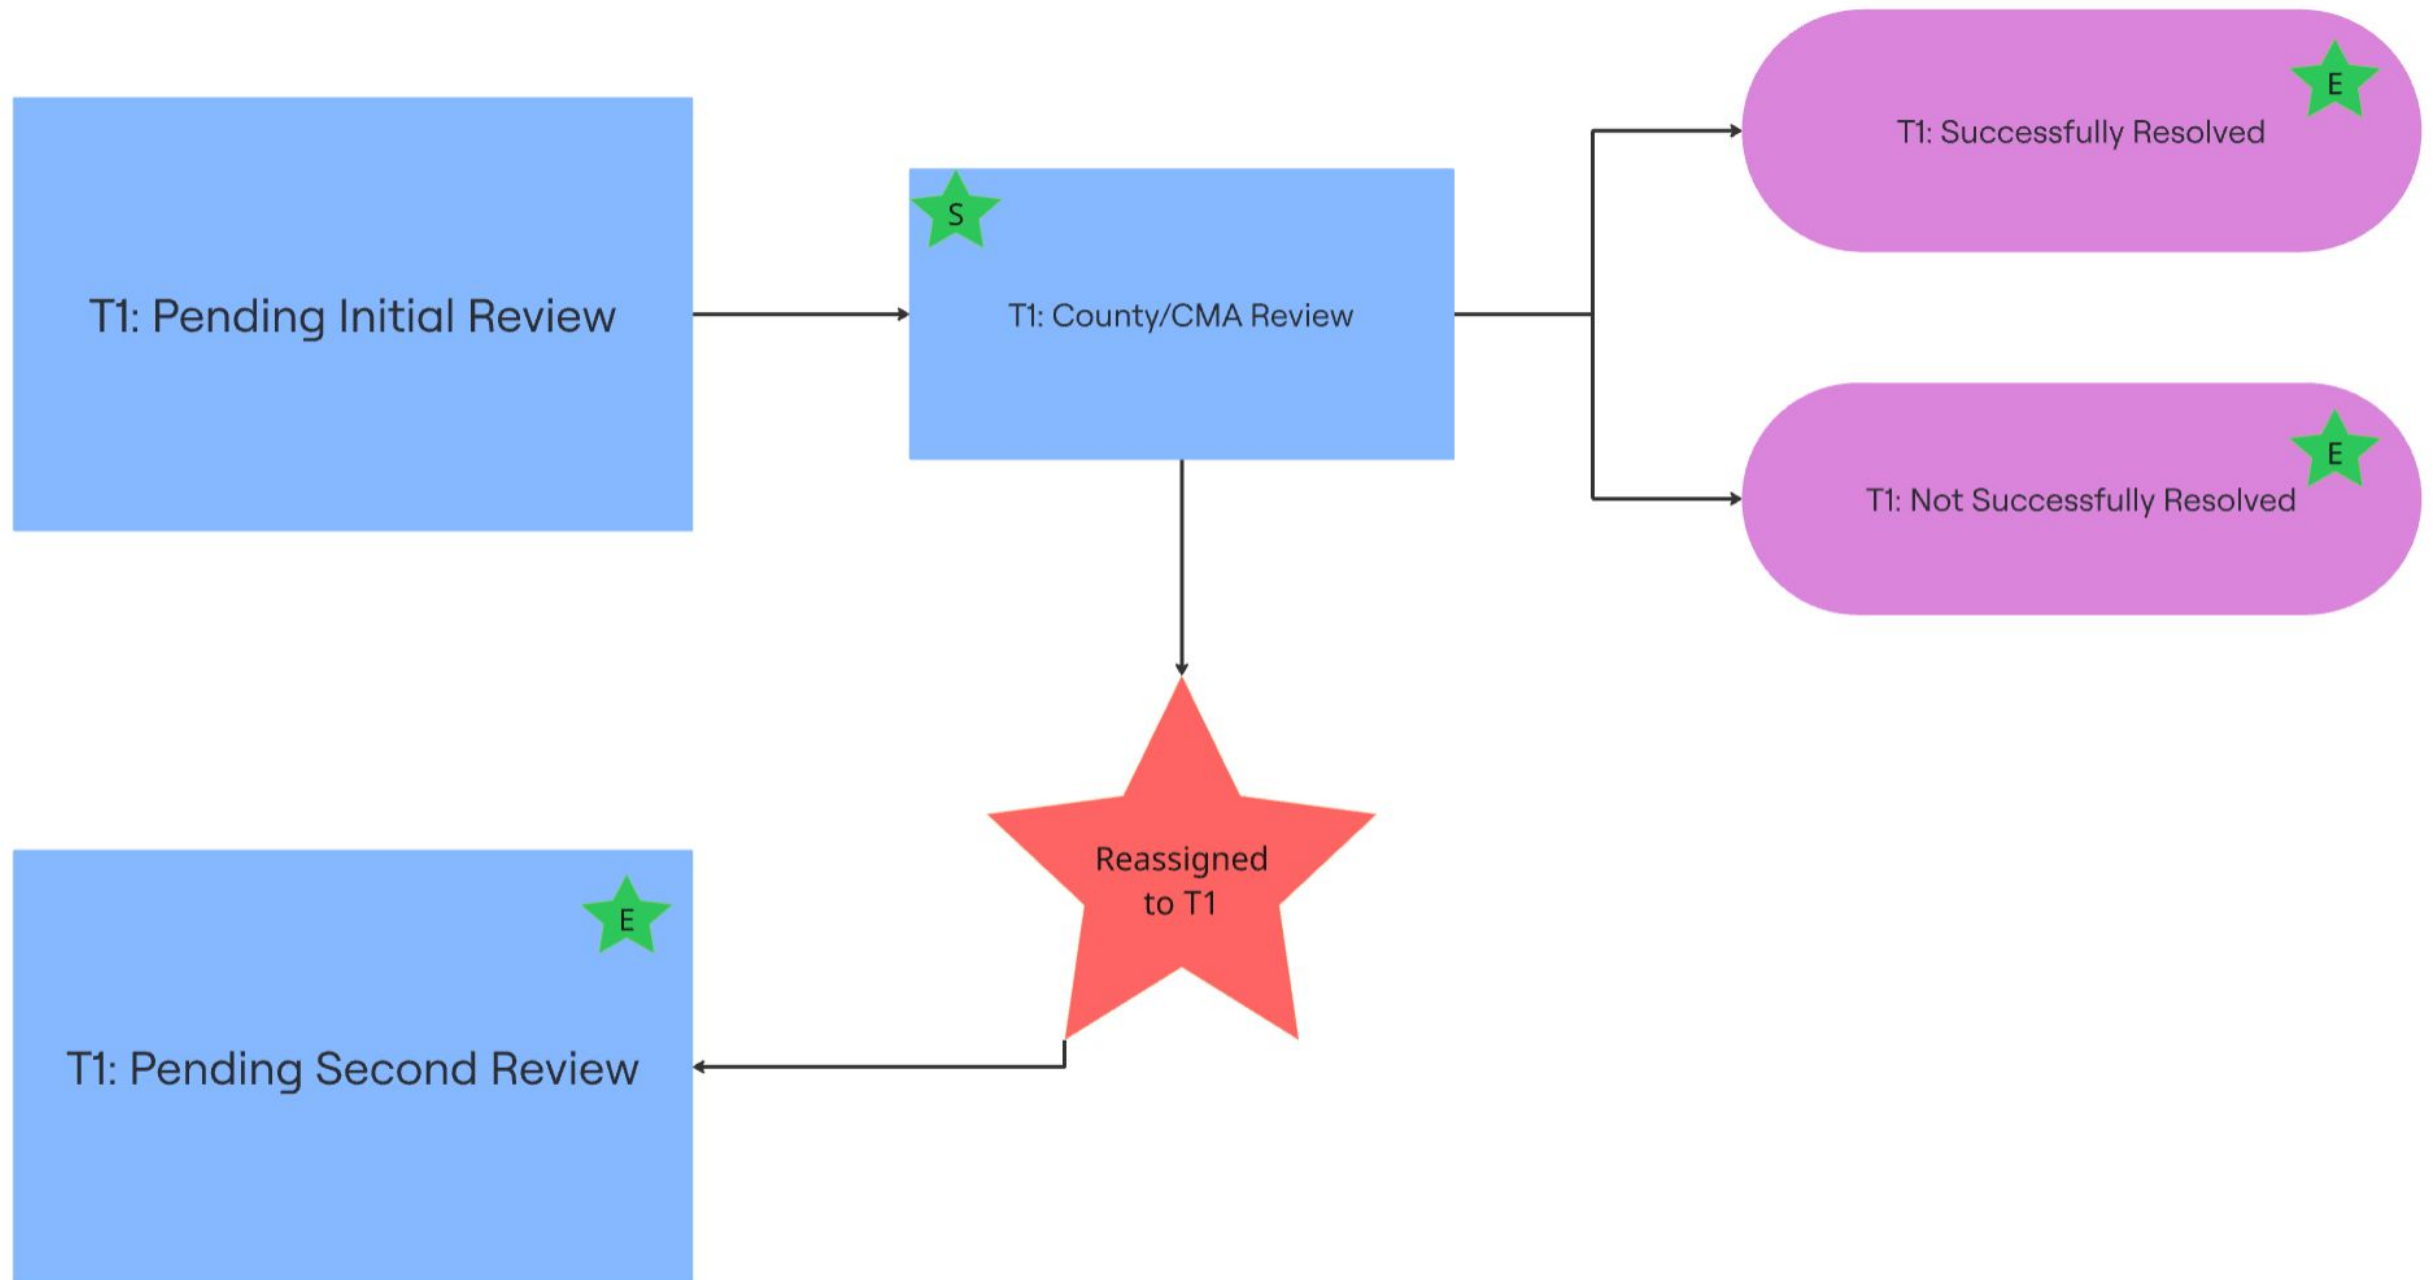 T1: Pending Initial Review
S
T1: County/CMA Review
E
T1: Successfully Resolved
E
T1: Not Successfully Resolved
Reassigned
to T1
E
T1: Pending Second Review